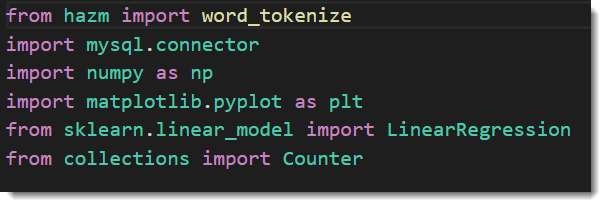 from hazm import word_tokenize
import mysql.connector
import numpy as np
import matplotlib.pyplot as plt
from sklearn.linear_model import LinearRegression
from collections import Counter